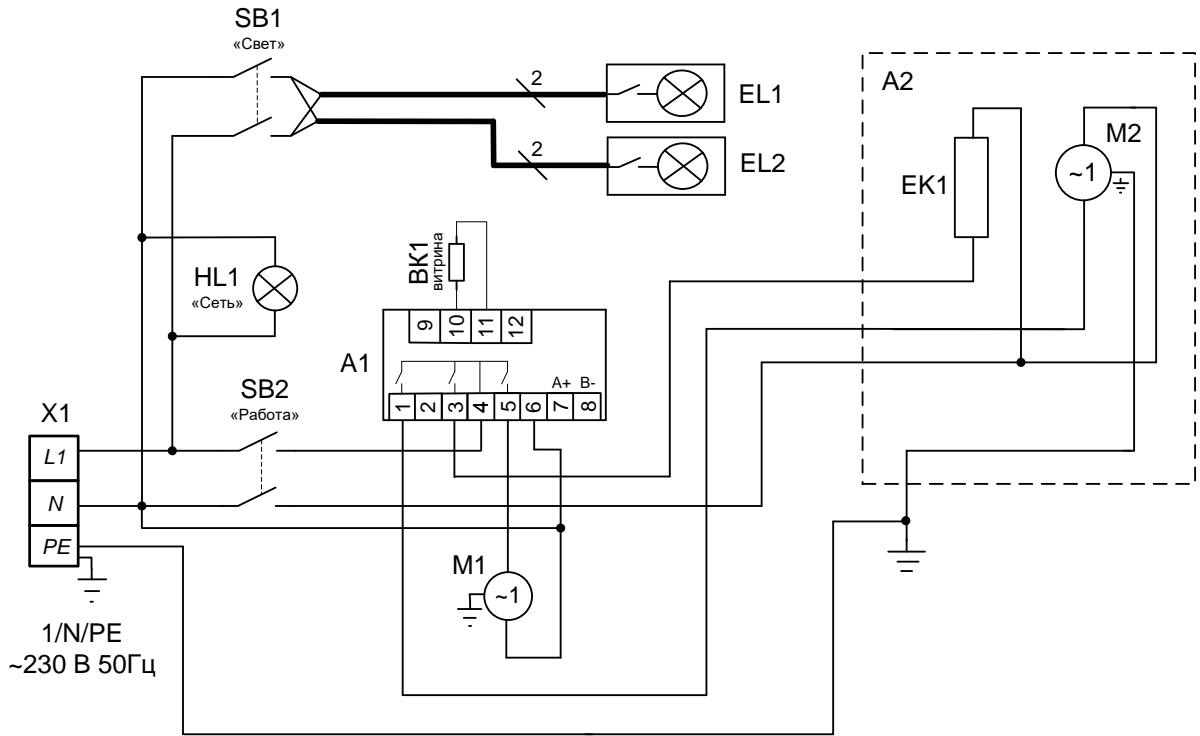 SB1
«Свет»
2
EL1
2
EL2
A2
EK1
M2
~1
HL1
«Сеть»
BK1
витрина
9 10 11 12
A1
A+ B-
1 2 3 4 5 6 7 8
SB2
«Работа»
X1
L1
N
PE
M1
~1
1/N/PE
~230 В 50Гц